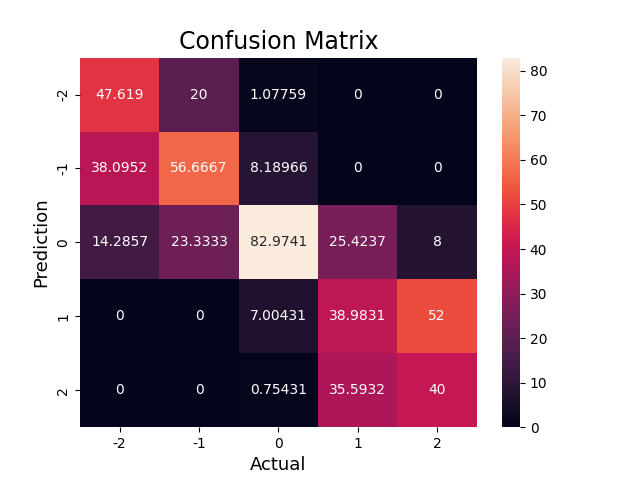 Confusion Matrix
-2 47.619 20 1.07759 0 0
-1 38.0952 56.6667 8.18966 0 0
0 14.2857 23.3333 82.9741 25.4237 8
1 0 0 7.00431 38.9831 52
2 0 0 0.75431 35.5932 40
-2 -1 0 1 2
Prediction
Actual
80
70
60
50
40
30
20
10
0